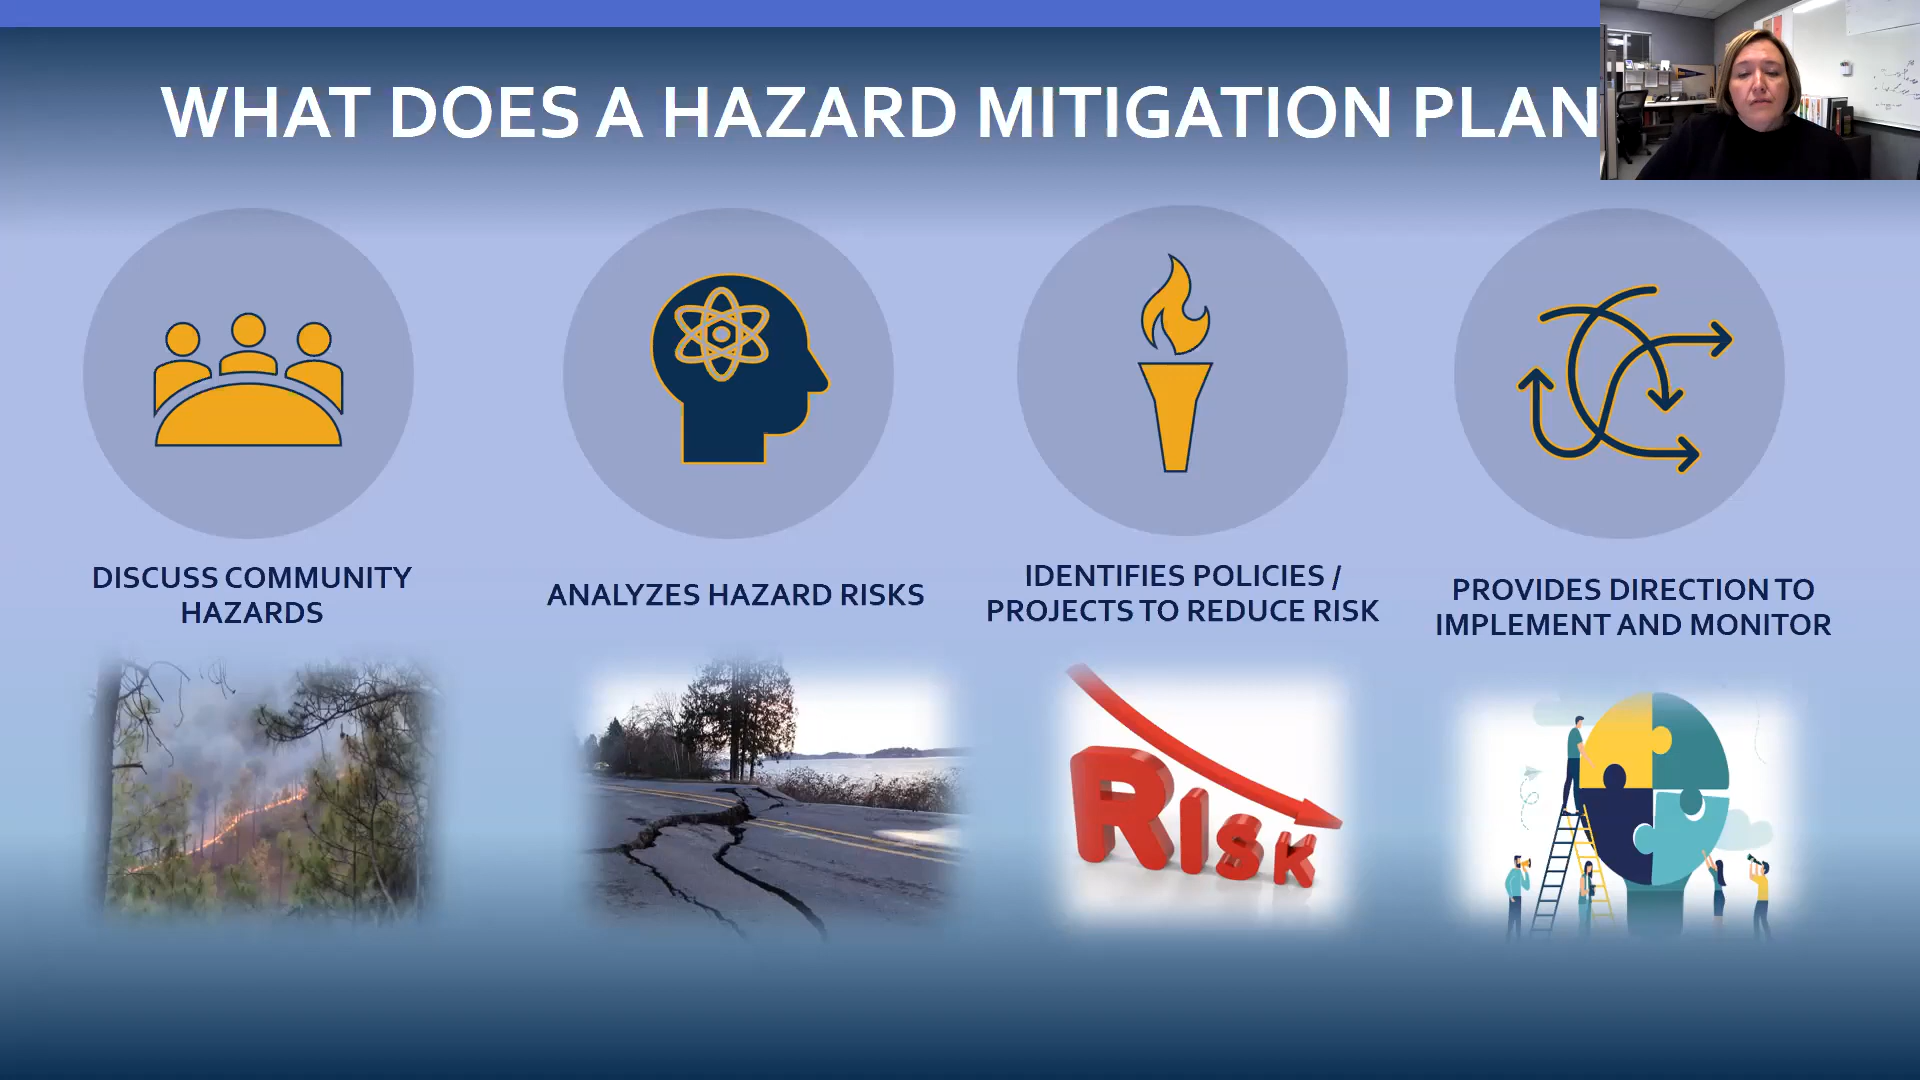 WHAT DOES A HAZARD MITIGATION PLAN
DISCUSS COMMUNITY
HAZARDS
ANALYZES HAZARD RISKS
IDENTIFIES POLICIES /
PROJECTS TO REDUCE RISK
PROVIDES DIRECTION TO
IMPLEMENT AND MONITOR
RISK